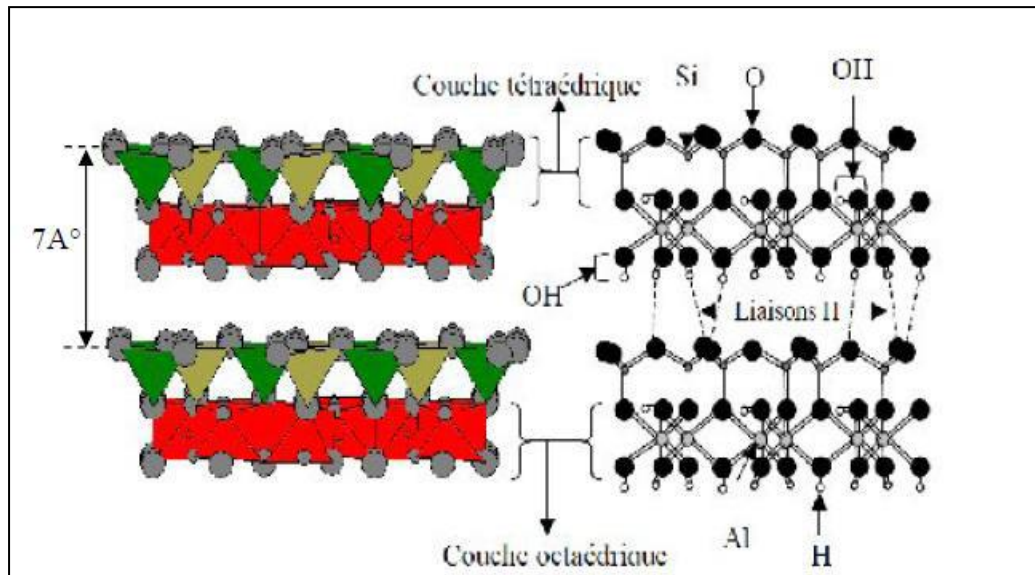 Couche tétraédrique
Si
O
OH
7A°
OH
Liaisons H
Couche octaédrique
Al
H